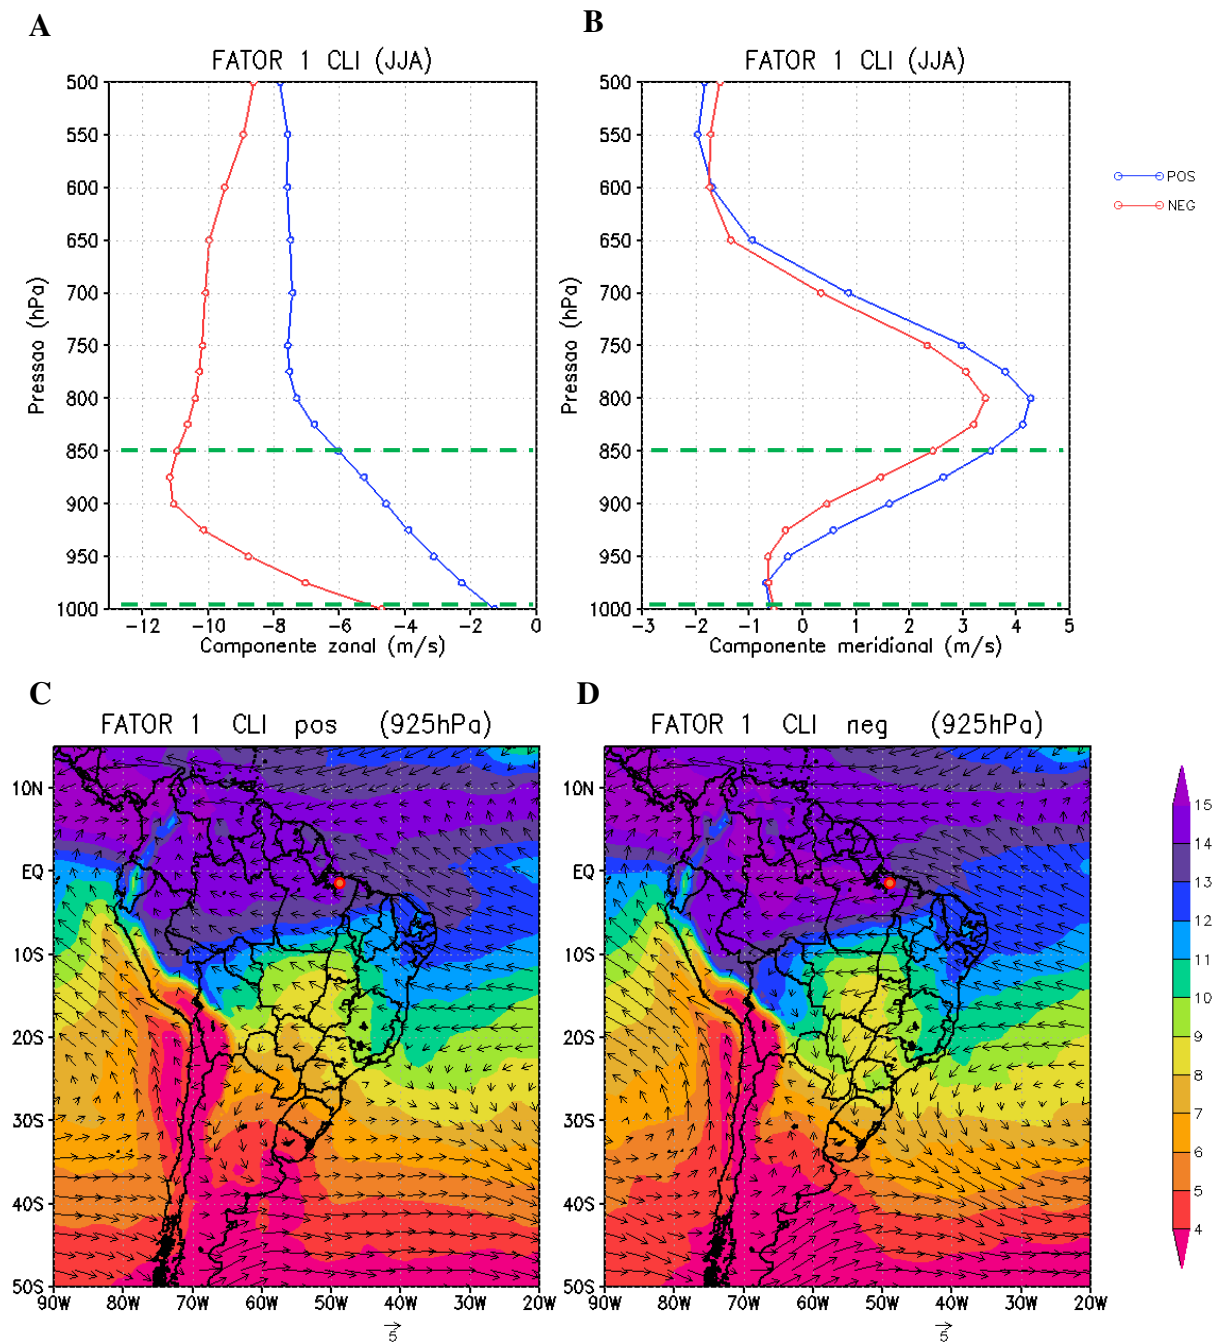 A
B
FATOR 1 CLI (JJA)
FATOR 1 CLI (JJA)
500
550
600
650
700
750
800
850
900
950
1000
Pressao (hPa)
-12 -10 -8 -6 -4 -2 0
Componente zonal (m/s)
500
550
600
650
700
750
800
850
900
950
1000
Pressao (hPa)
-3 -2 -1 0 1 2 3 4 5
Componente meridional (m/s)
POS
NEG
C
D
FATOR 1 CLI pos (925hPa)
FATOR 1 CLI neg (925hPa)
10N
EQ
10S
20S
30S
40S
50S
90W 80W 70W 60W 50W 40W 30W 20W
5
10N
EQ
10S
20S
30S
40S
50S
90W 80W 70W 60W 50W 40W 30W 20W
5
15
14
13
12
11
10
9
8
7
6
5
4